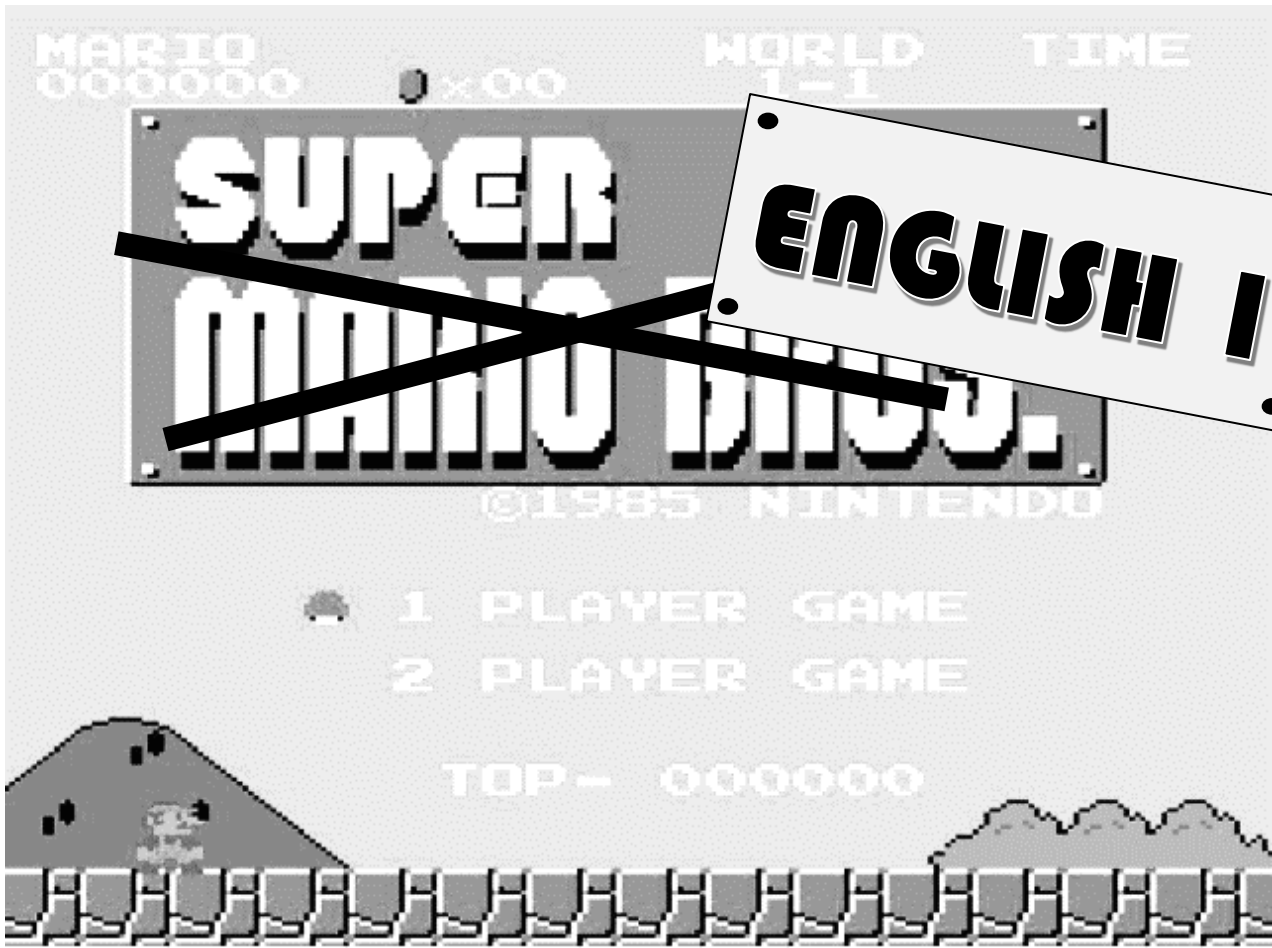 MARIO WORLD TIME
000000 ×00 1-1
SUPER
MARIO BROS.
ENGLISH I
©1985 NINTENDO
1 PLAYER GAME
2 PLAYER GAME
TOP- 000000